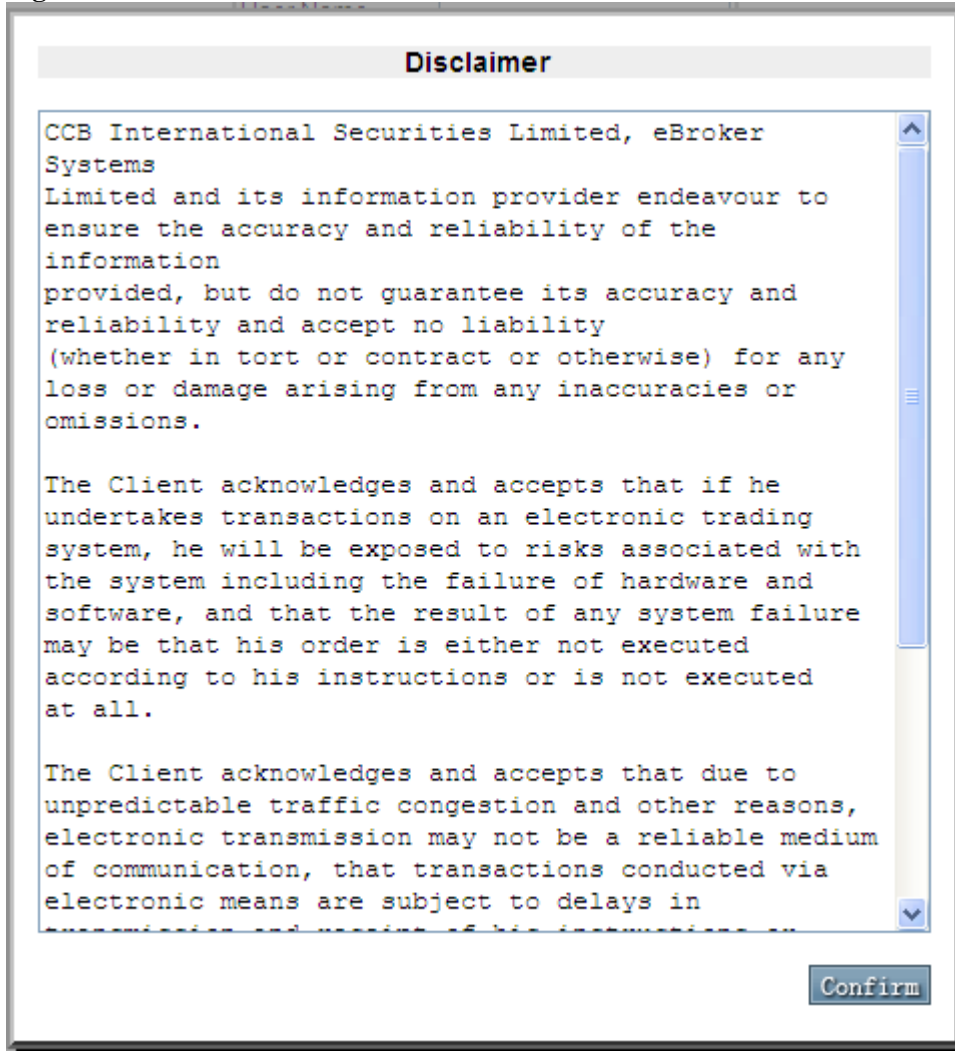 Disclaimer
CCB International Securities Limited, eBroker
Systems
Limited and its information provider endeavour to
ensure the accuracy and reliability of the
information
provided, but do not guarantee its accuracy and
reliability and accept no liability
(whether in tort or contract or otherwise) for any
loss or damage arising from any inaccuracies or
omissions.
The Client acknowledges and accepts that if he
undertakes transactions on an electronic trading
system, he will be exposed to risks associated with
the system including the failure of hardware and
software, and that the result of any system failure
may be that his order is either not executed
according to his instructions or is not executed
at all.
The Client acknowledges and accepts that due to
unpredictable traffic congestion and other reasons,
electronic transmission may not be a reliable medium
of communication, that transactions conducted via
electronic means are subject to delays in
transmission and receipt of his instructions or
Confirm